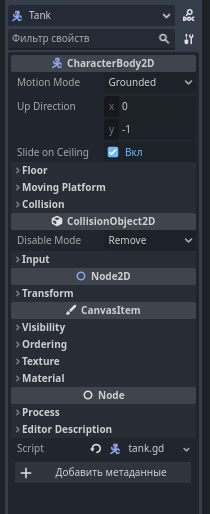 Tank
DOC
Фильтр свойств
CharacterBody2D
Motion Mode Grounded
Up Direction x 0
y -1
Slide on Ceiling Вкл
Floor
Moving Platform
Collision
CollisionObject2D
Disable Mode Remove
Input
Node2D
Transform
CanvasItem
Visibility
Ordering
Texture
Material
Node
Process
Editor Description
Script tank.gd
Добавить метаданные